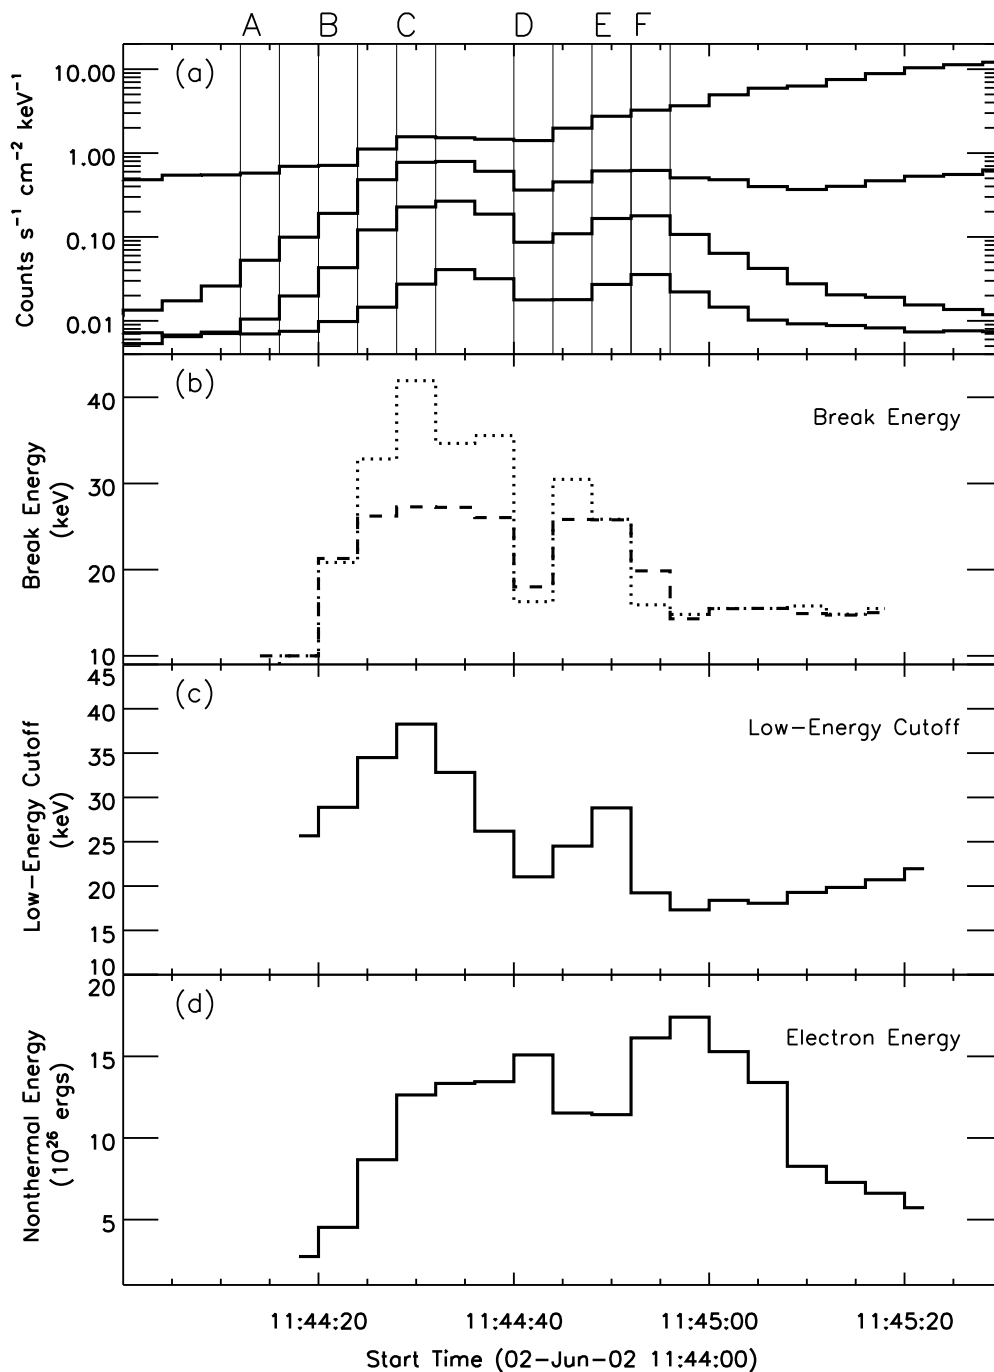 A B C D E F
(a)
10.00
1.00
0.10
0.01
Counts s⁻¹ cm⁻² keV⁻¹
(b)
Break Energy
40
30
20
10
Break Energy
(keV)
(c)
Low-Energy Cutoff
45
40
35
30
25
20
15
10
Low-Energy Cutoff
(keV)
(d)
Electron Energy
20
15
10
5
Nonthermal Energy
(10²⁶ ergs)
11:44:20 11:44:40 11:45:00 11:45:20
Start Time (02-Jun-02 11:44:00)